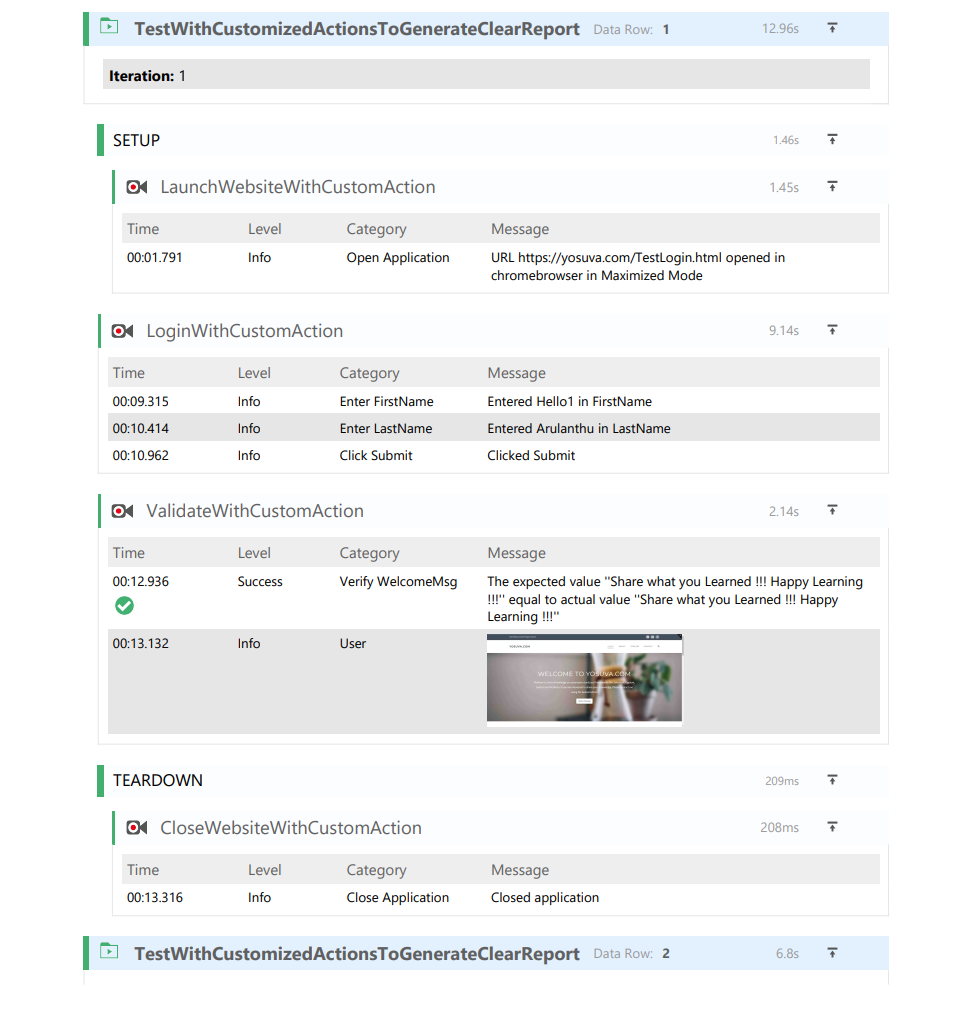 TestWithCustomizedActionsToGenerateClearReport Data Row: 1 12.96s
Iteration: 1
SETUP 1.46s
LaunchWebsiteWithCustomAction 1.45s
Time Level Category Message
00:01.791 Info Open Application URL https://yosuva.com/TestLogin.html opened in
chromebrowser in Maximized Mode
LoginWithCustomAction 9.14s
Time Level Category Message
00:09.315 Info Enter FirstName Entered Hello1 in FirstName
00:10.414 Info Enter LastName Entered Arulanthu in LastName
00:10.962 Info Click Submit Clicked Submit
ValidateWithCustomAction 2.14s
Time Level Category Message
00:12.936 Success Verify WelcomeMsg The expected value "Share what you Learned !!! Happy Learning
!!!" equal to actual value "Share what you Learned !!! Happy
Learning !!!"
00:13.132 Info User
YOSUVA.COM
WELCOME TO YOSUVA.COM
TEARDOWN 209ms
CloseWebsiteWithCustomAction 208ms
Time Level Category Message
00:13.316 Info Close Application Closed application
TestWithCustomizedActionsToGenerateClearReport Data Row: 2 6.8s